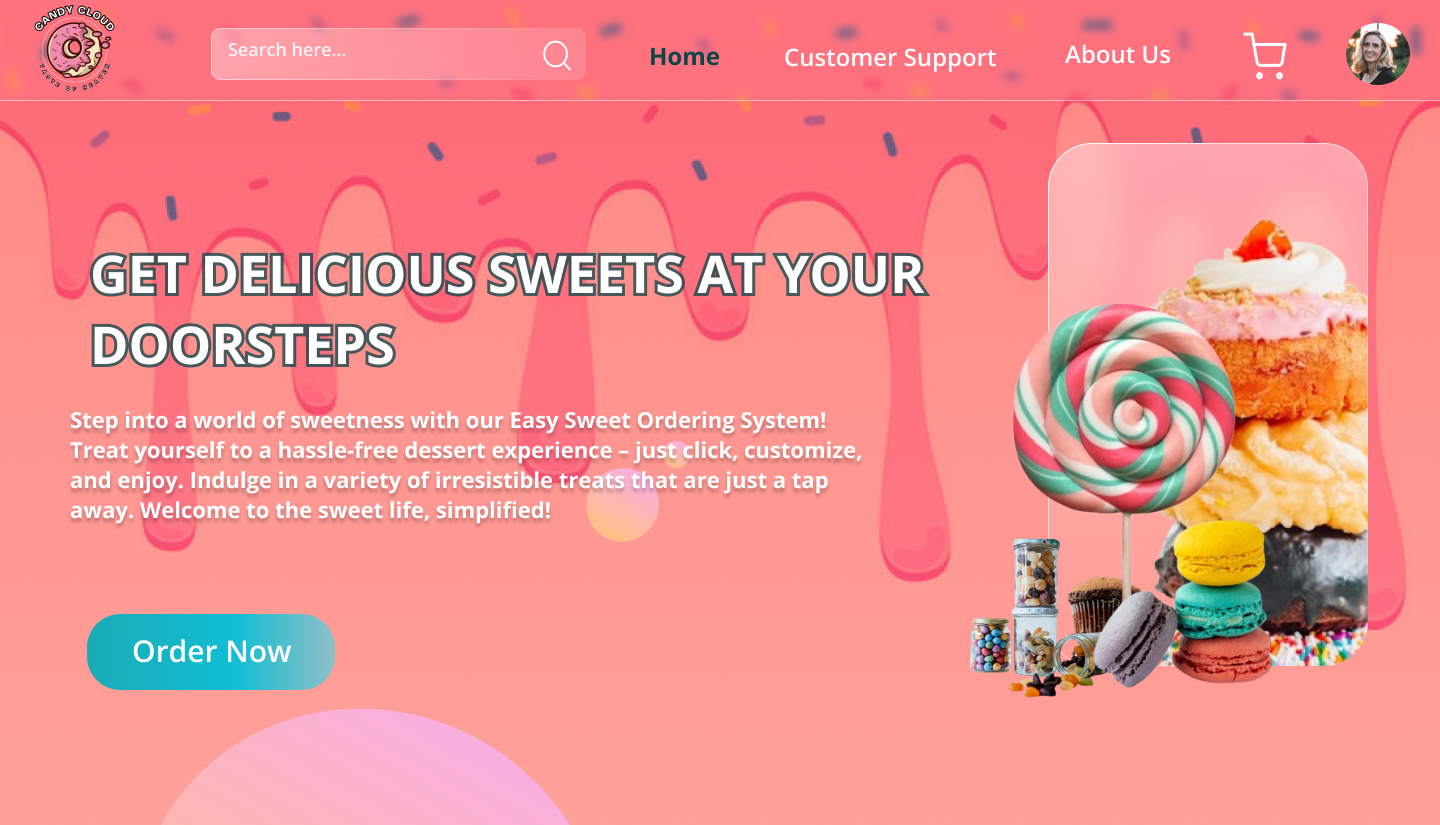 CANDY CLOUD
TASTE OF HEAVEN
Search here...
Home
Customer Support
About Us
GET DELICIOUS SWEETS AT YOUR
DOORSTEPS
Step into a world of sweetness with our Easy Sweet Ordering System!
Treat yourself to a hassle-free dessert experience – just click, customize,
and enjoy. Indulge in a variety of irresistible treats that are just a tap
away. Welcome to the sweet life, simplified!
Order Now